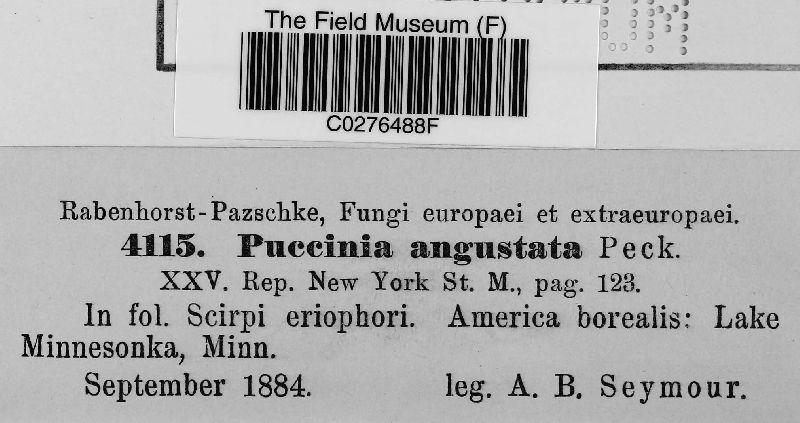 The Field Museum (F)
C0276488F
Rabenhorst-Pazschke, Fungi europaei et extraeuropaei.
4115. Puccinia angustata Peck.
XXV. Rep. New York St. M., pag. 123.
In fol. Scirpi eriophori. America borealis: Lake
Minnesonka, Minn.
September 1884. leg. A. B. Seymour.